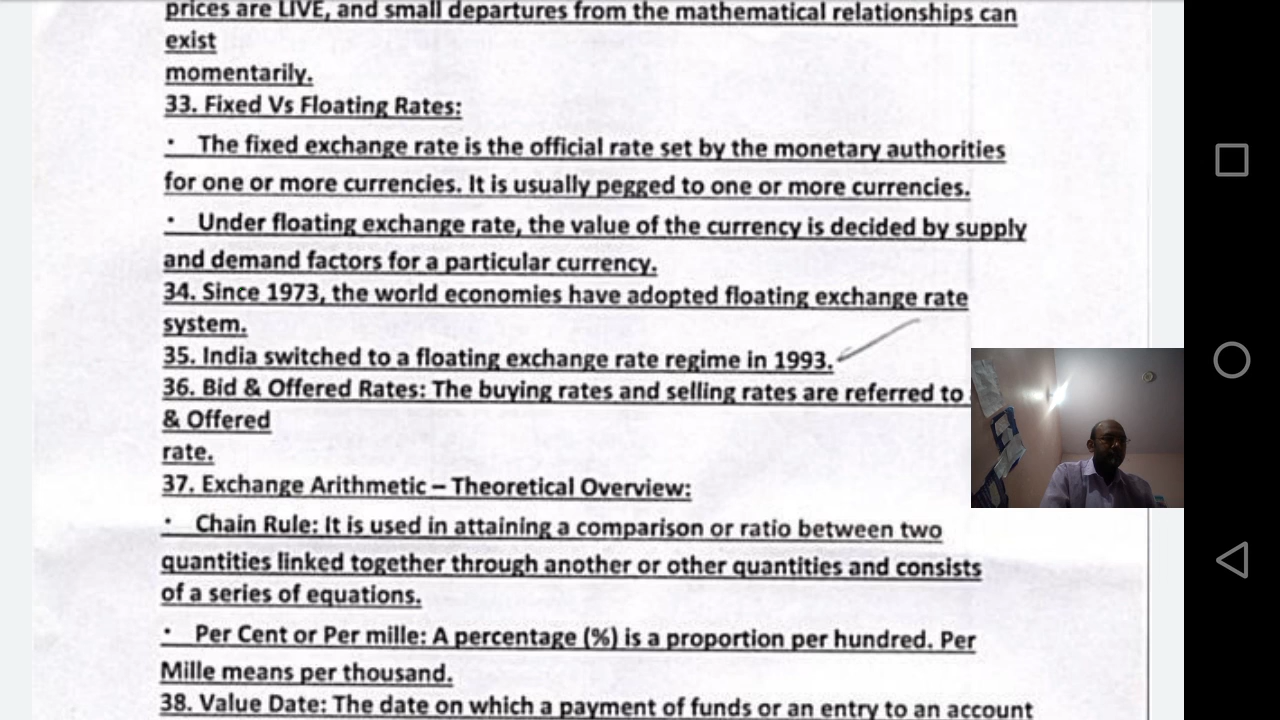 prices are LIVE, and small departures from the mathematical relationships can
exist
momentarily.
33. Fixed Vs Floating Rates:
· The fixed exchange rate is the official rate set by the monetary authorities
for one or more currencies. It is usually pegged to one or more currencies.
· Under floating exchange rate, the value of the currency is decided by supply
and demand factors for a particular currency.
34. Since 1973, the world economies have adopted floating exchange rate
system.
35. India switched to a floating exchange rate regime in 1993.
36. Bid & Offered Rates: The buying rates and selling rates are referred to
& Offered
rate.
37. Exchange Arithmetic – Theoretical Overview:
· Chain Rule: It is used in attaining a comparison or ratio between two
quantities linked together through another or other quantities and consists
of a series of equations.
· Per Cent or Per mille: A percentage (%) is a proportion per hundred. Per
Mille means per thousand.
38. Value Date: The date on which a payment of funds or an entry to an account